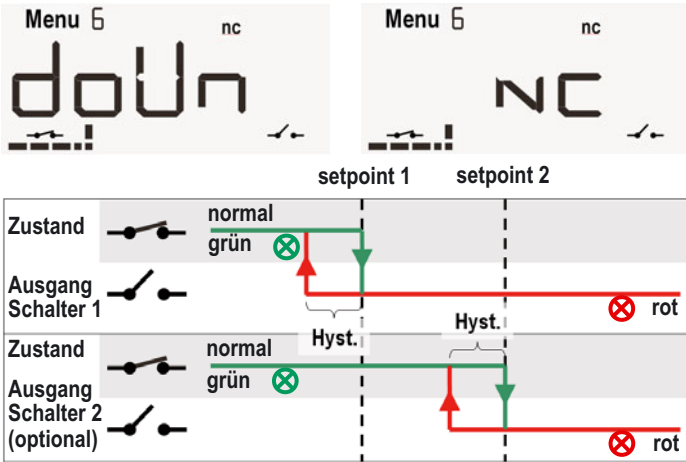 Menu 6
nc
doUn
Menu 6
nc
NC
setpoint 1
setpoint 2
Zustand
normal
grün
Ausgang
Schalter 1
rot
Hyst.
Hyst.
Zustand
normal
grün
Ausgang
Schalter 2
(optional)
rot